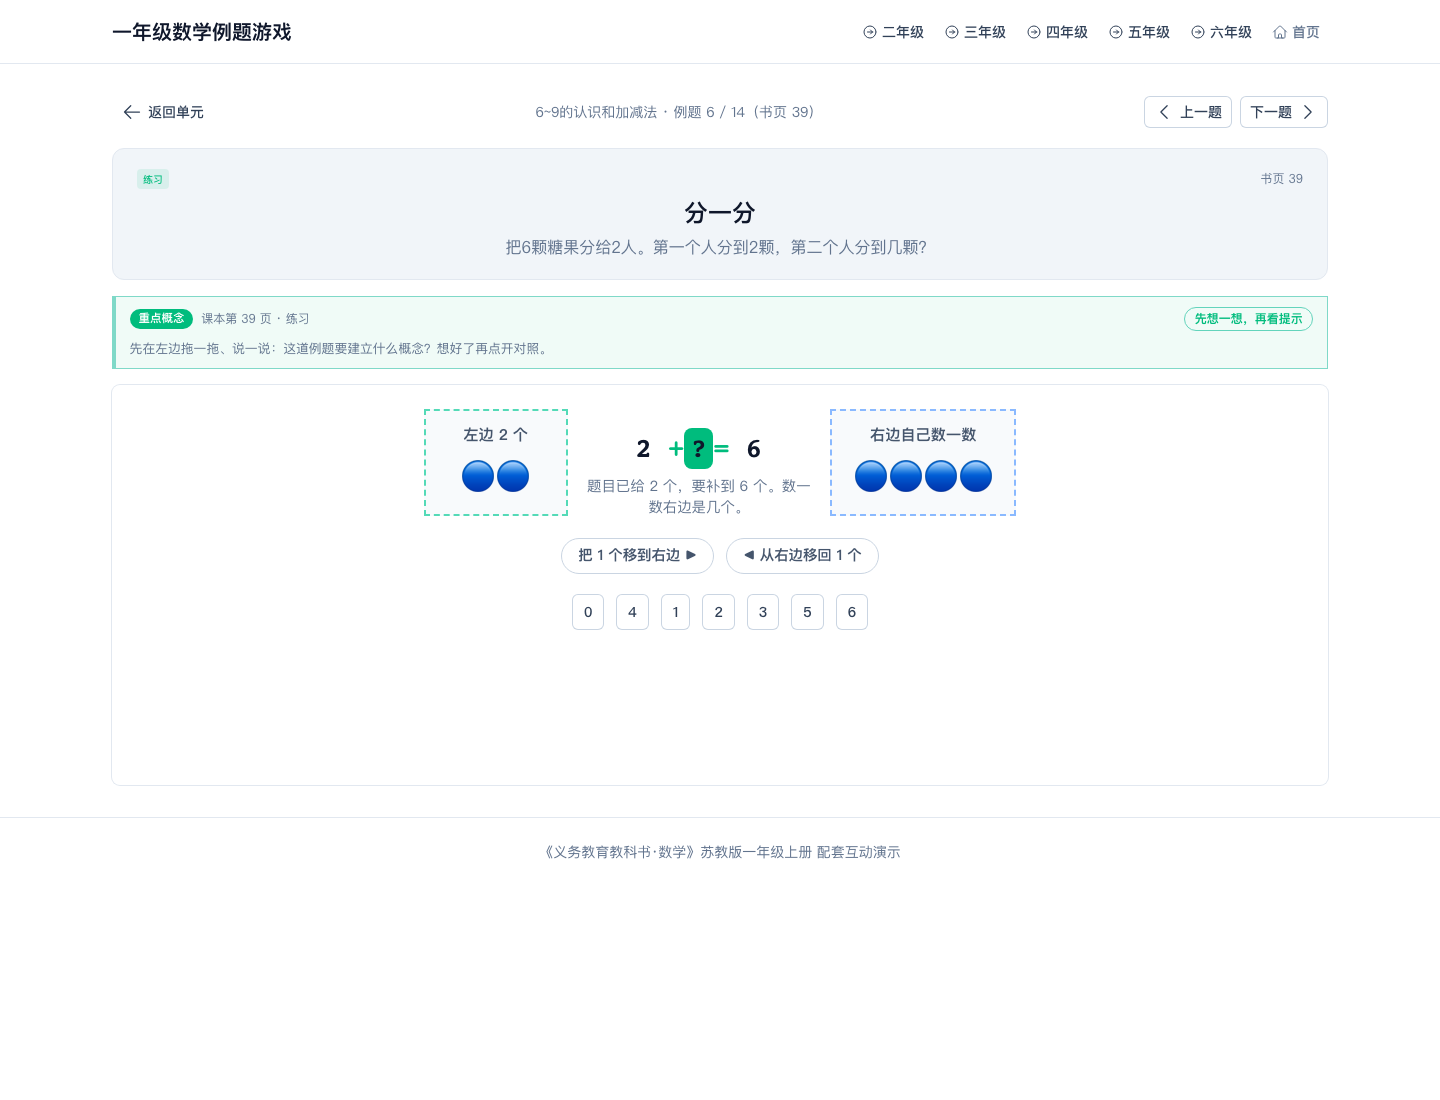 一年级数学例题游戏
二年级 三年级 四年级 五年级 六年级 首页
返回单元
6~9的认识和加减法 · 例题 6 / 14（书页 39）
上一题 下一题
练习
书页 39
分一分
把6颗糖果分给2人。第一个人分到2颗，第二个人分到几颗？
重点概念 课本第 39 页 · 练习
先想一想，再看提示
先在左边拖一拖、说一说：这道例题要建立什么概念？想好了再点开对照。
左边 2 个
2 + ? = 6
题目已给 2 个，要补到 6 个。数一
数右边是几个。
右边自己数一数
把 1 个移到右边 ▶
◀ 从右边移回 1 个
0 4 1 2 3 5 6
《义务教育教科书·数学》苏教版一年级上册 配套互动演示